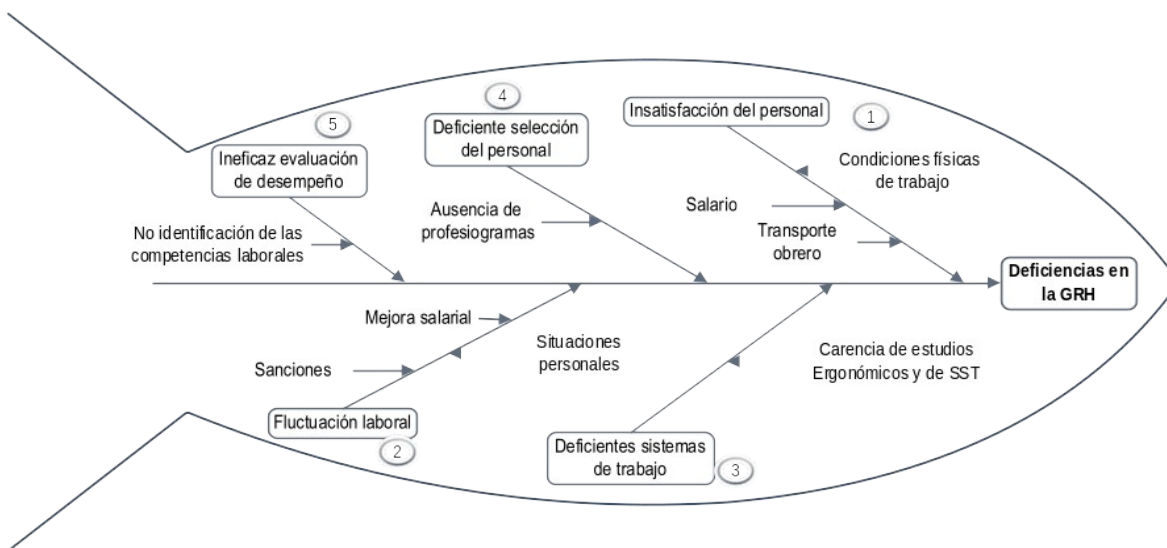 4
1
5
Insatisfacción del personal
Deficiente selección
del personal
Ineficaz evaluación
de desempeño
Condiciones físicas
de trabajo
Salario
Ausencia de
profesiogramas
Transporte
obrero
No identificación de las
competencias laborales
Deficiencias en
la GRH
Mejora salarial
Situaciones
personales
Sanciones
Carencia de estudios
Ergonómicos y de SST
Fluctuación laboral
2
Deficientes sistemas
de trabajo
3